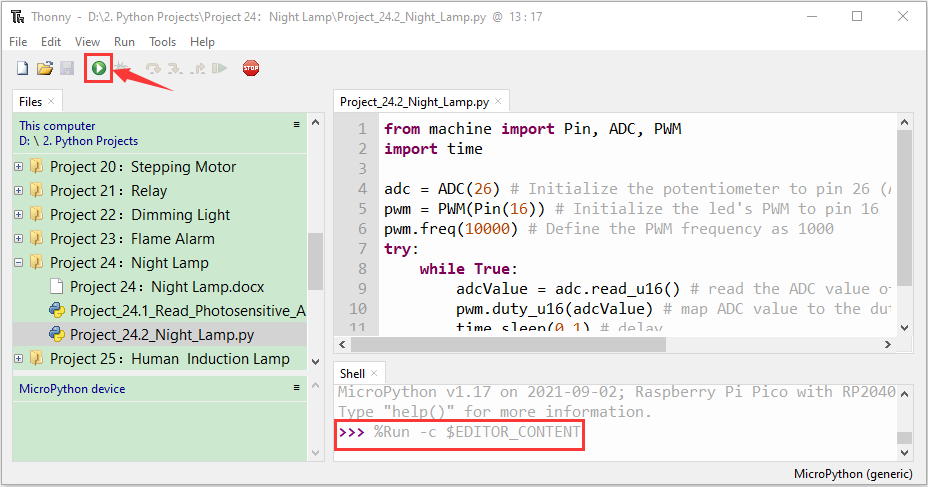 Thonny - D:\2. Python Projects\Project 24：Night Lamp\Project_24.2_Night_Lamp.py @ 13 : 17
File Edit View Run Tools Help
STOP
Files ×
This computer
D: \ 2. Python Projects
Project 20：Stepping Motor
Project 21：Relay
Project 22：Dimming Light
Project 23：Flame Alarm
Project 24：Night Lamp
Project 24：Night Lamp.docx
Project_24.1_Read_Photosensitive_A
Project_24.2_Night_Lamp.py
Project 25：Human Induction Lamp
MicroPython device
Project_24.2_Night_Lamp.py ×
1 from machine import Pin, ADC, PWM
2 import time
3
4 adc = ADC(26) # Initialize the potentiometer to pin 26 (A
5 pwm = PWM(Pin(16)) # Initialize the led's PWM to pin 16
6 pwm.freq(10000) # Define the PWM frequency as 1000
7 try:
8 while True:
9 adcValue = adc.read_u16() # read the ADC value of
10 pwm.duty_u16(adcValue) # map ADC value to the dut
11 time.sleep(0.1) # delay
Shell ×
MicroPython v1.17 on 2021-09-02; Raspberry Pi Pico with RP2040
Type "help()" for more information.
>>> %Run -c $EDITOR_CONTENT
MicroPython (generic)